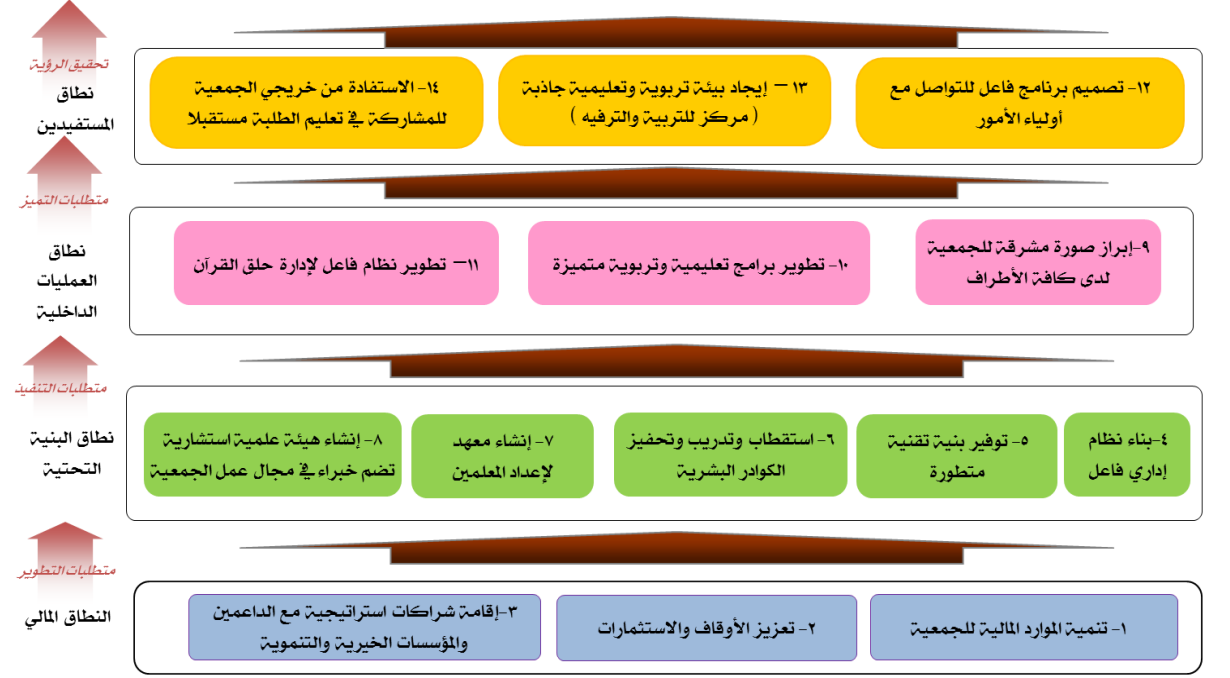 تحقيق الرؤية
نطاق
المستفيدين
١٢- تصميم برنامج فاعل للتواصل مع
أولياء الأمور
١٣ – إيجاد بيئة تربوية وتعليمية جاذبة
( مركز للتربية والترفيه )
١٤- الاستفادة من خريجي الجمعية
للمشاركة في تعليم الطلبة مستقبلا
متطلبات التميز
نطاق
العمليات
الداخلية
٩-إبراز صورة مشرقة للجمعية
لدى كافة الأطراف
١٠- تطوير برامج تعليمية وتربوية متميزة
١١– تطوير نظام فاعل لإدارة حلق القرآن
متطلبات التنفيذ
نطاق البنية
التحتية
٤-بناء نظام
إداري فاعل
٥- توفير بنية تقنية
متطورة
٦- استقطاب وتدريب وتحفيز
الكوادر البشرية
٧- إنشاء معهد
لإعداد المعلمين
٨- إنشاء هيئة علمية استشارية
تضم خبراء في مجال عمل الجمعية
متطلبات التطوير
النطاق المالي
١- تنمية الموارد المالية للجمعية
٢- تعزيز الأوقاف والاستثمارات
٣-إقامة شراكات استراتيجية مع الداعمين
والمؤسسات الخيرية والتنموية